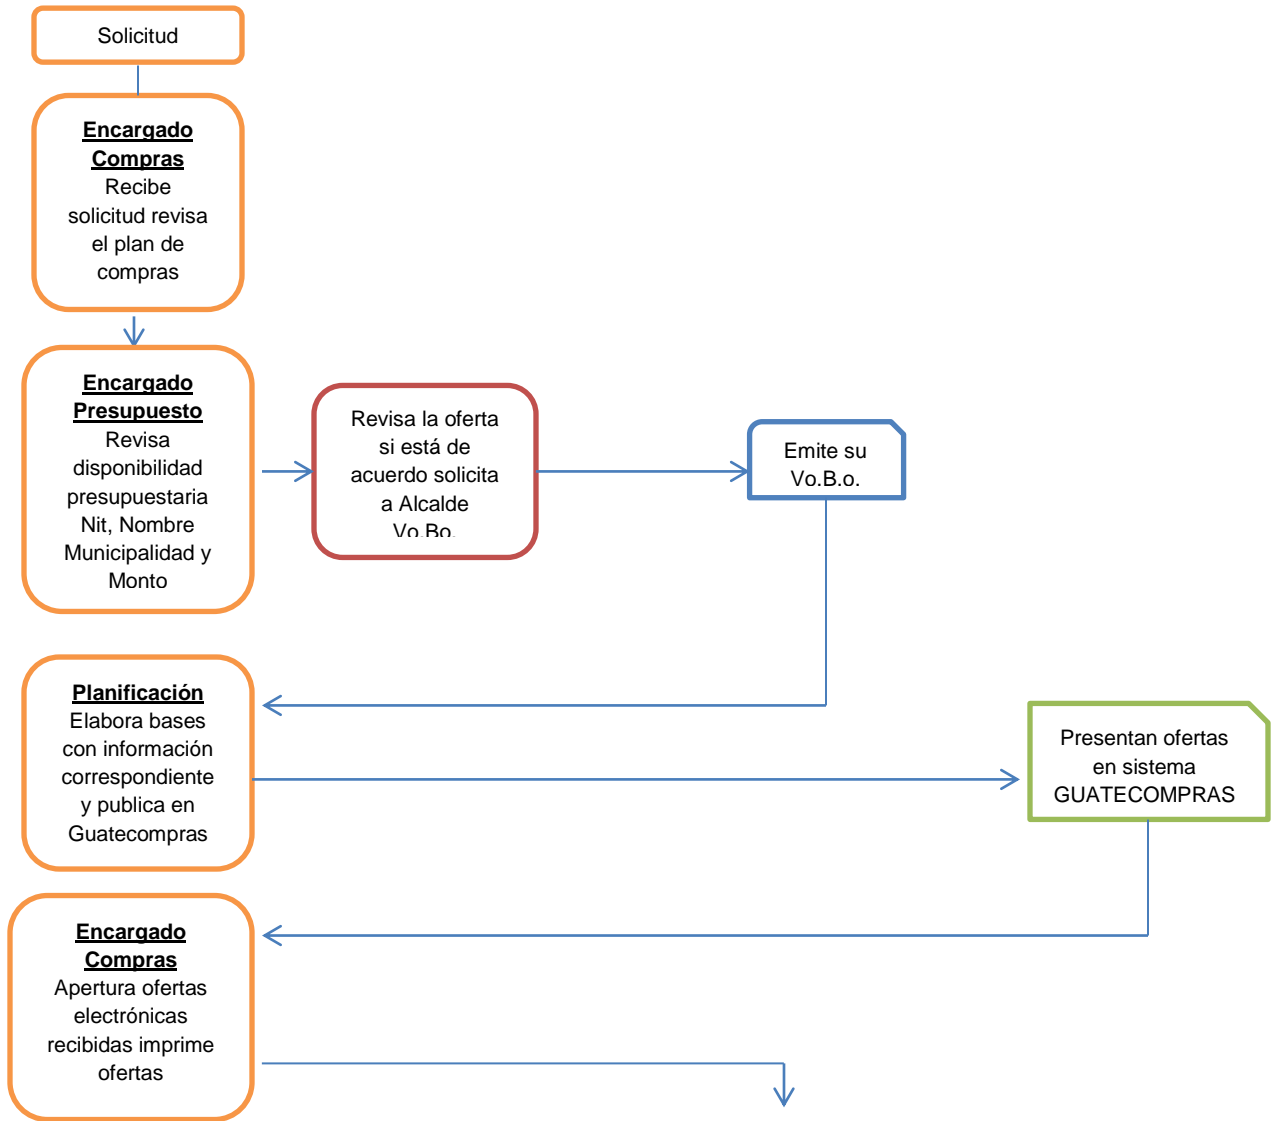 Solicitud
Encargado
Compras
Recibe
solicitud revisa
el plan de
compras
Encargado
Presupuesto
Revisa
disponibilidad
presupuestaria
Nit, Nombre
Municipalidad y
Monto
Revisa la oferta
si está de
acuerdo solicita
a Alcalde
Vo.Bo.
Emite su
Vo.B.o.
Planificación
Elabora bases
con información
correspondiente
y publica en
Guatecompras
Presentan ofertas
en sistema
GUATECOMPRAS
Encargado
Compras
Apertura ofertas
electrónicas
recibidas imprime
ofertas